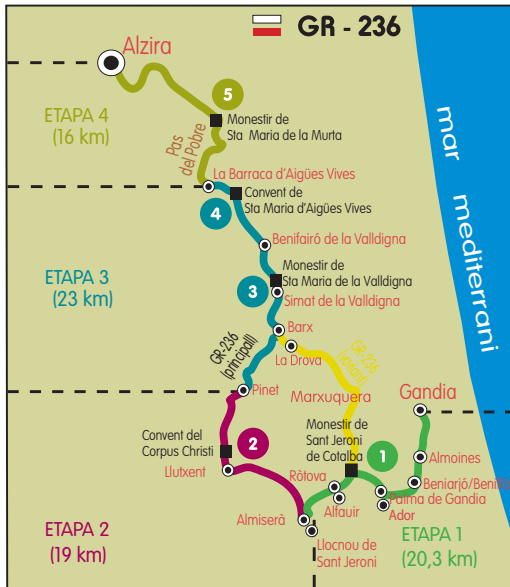 GR - 236
Alzira
mar mediterrani
5
ETAPA 4
(16 km)
Monestir de
Sta Maria de la Murta
Pas
del Pobre
La Barraca d'Aigües Vives
Convent de
Sta Maria d'Aigües Vives
4
Benifairó de la Valldigna
ETAPA 3
(23 km)
Monestir de
Sta Maria de la Valldigna
3
Simat de la Valldigna
Barx
GR-236
(principall)
La Drova
GR-236
Pinet
Marxuquera
Gandia
Convent del
Corpus Christi
2
Monestir de
Sant Jeroni
de Cotalba
1
Llutxent
Ròtova
Almoines
Alfauir
Palma de Gandia
Ador
Almiserà
Llocnou de
Sant Jeroni
ETAPA 2
(19 km)
ETAPA 1
(20,3 km)